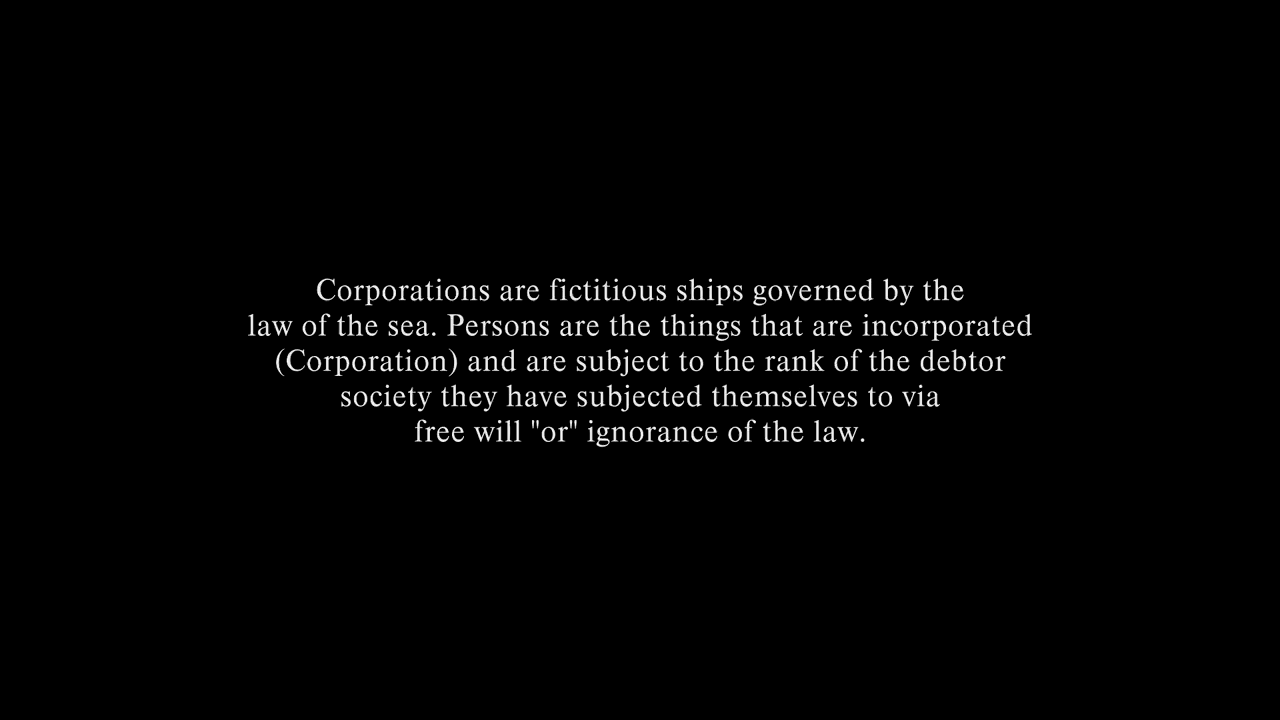 Corporations are fictitious ships governed by the
law of the sea. Persons are the things that are incorporated
(Corporation) and are subject to the rank of the debtor
society they have subjected themselves to via
free will "or" ignorance of the law.